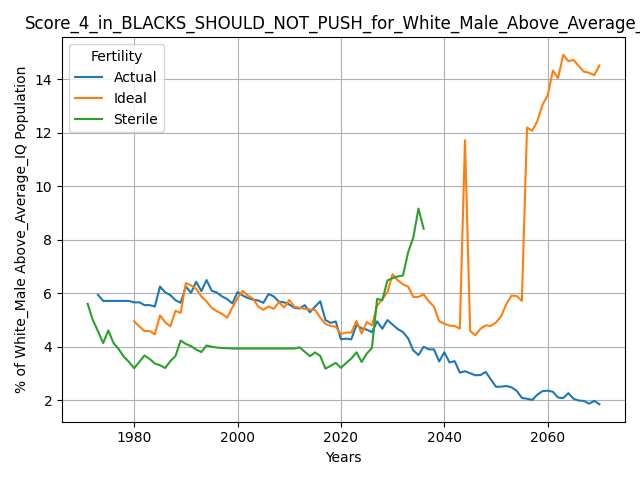 Score_4_in_BLACKS_SHOULD_NOT_PUSH_for_White_Male_Above_Average_
% of White_Male Above_Average_IQ Population
14
12
10
8
6
4
2
Fertility
Actual
Ideal
Sterile
1980 2000 2020 2040 2060
Years